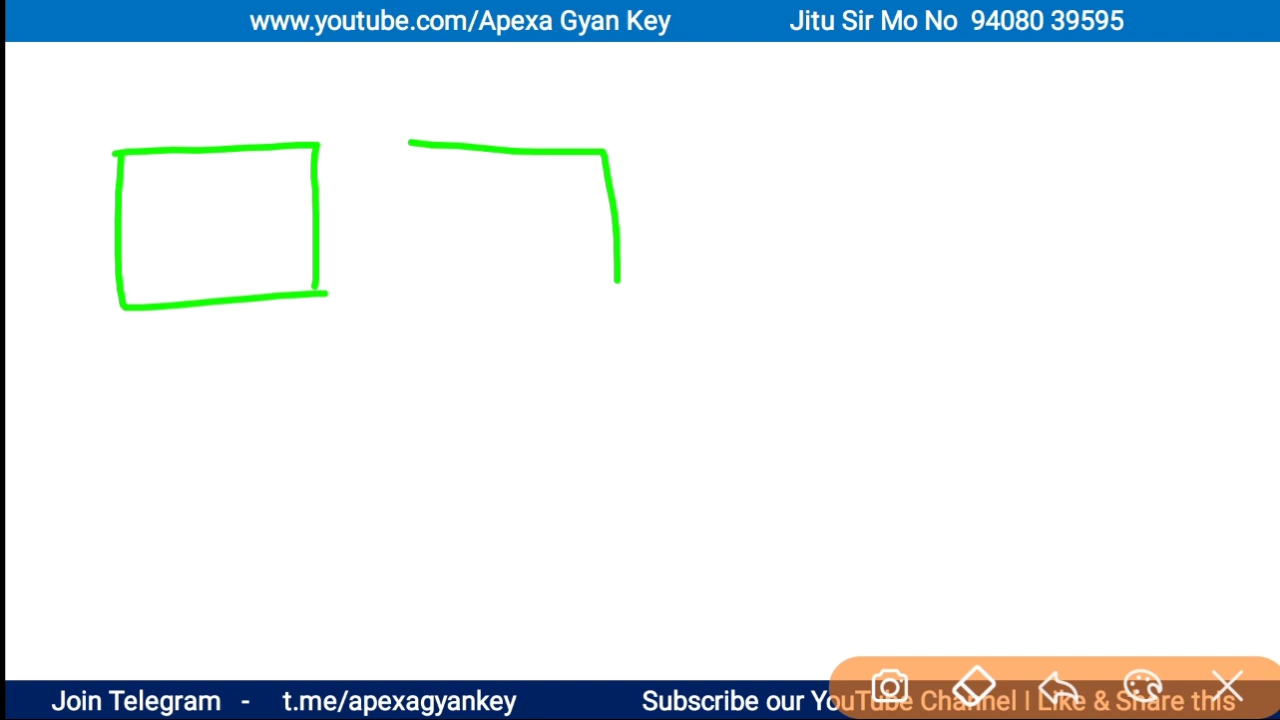 www.youtube.com/Apexa Gyan Key Jitu Sir Mo No 94080 39595
Join Telegram - t.me/apexagyankey Subscribe our YouTube Channel | Like & Share this